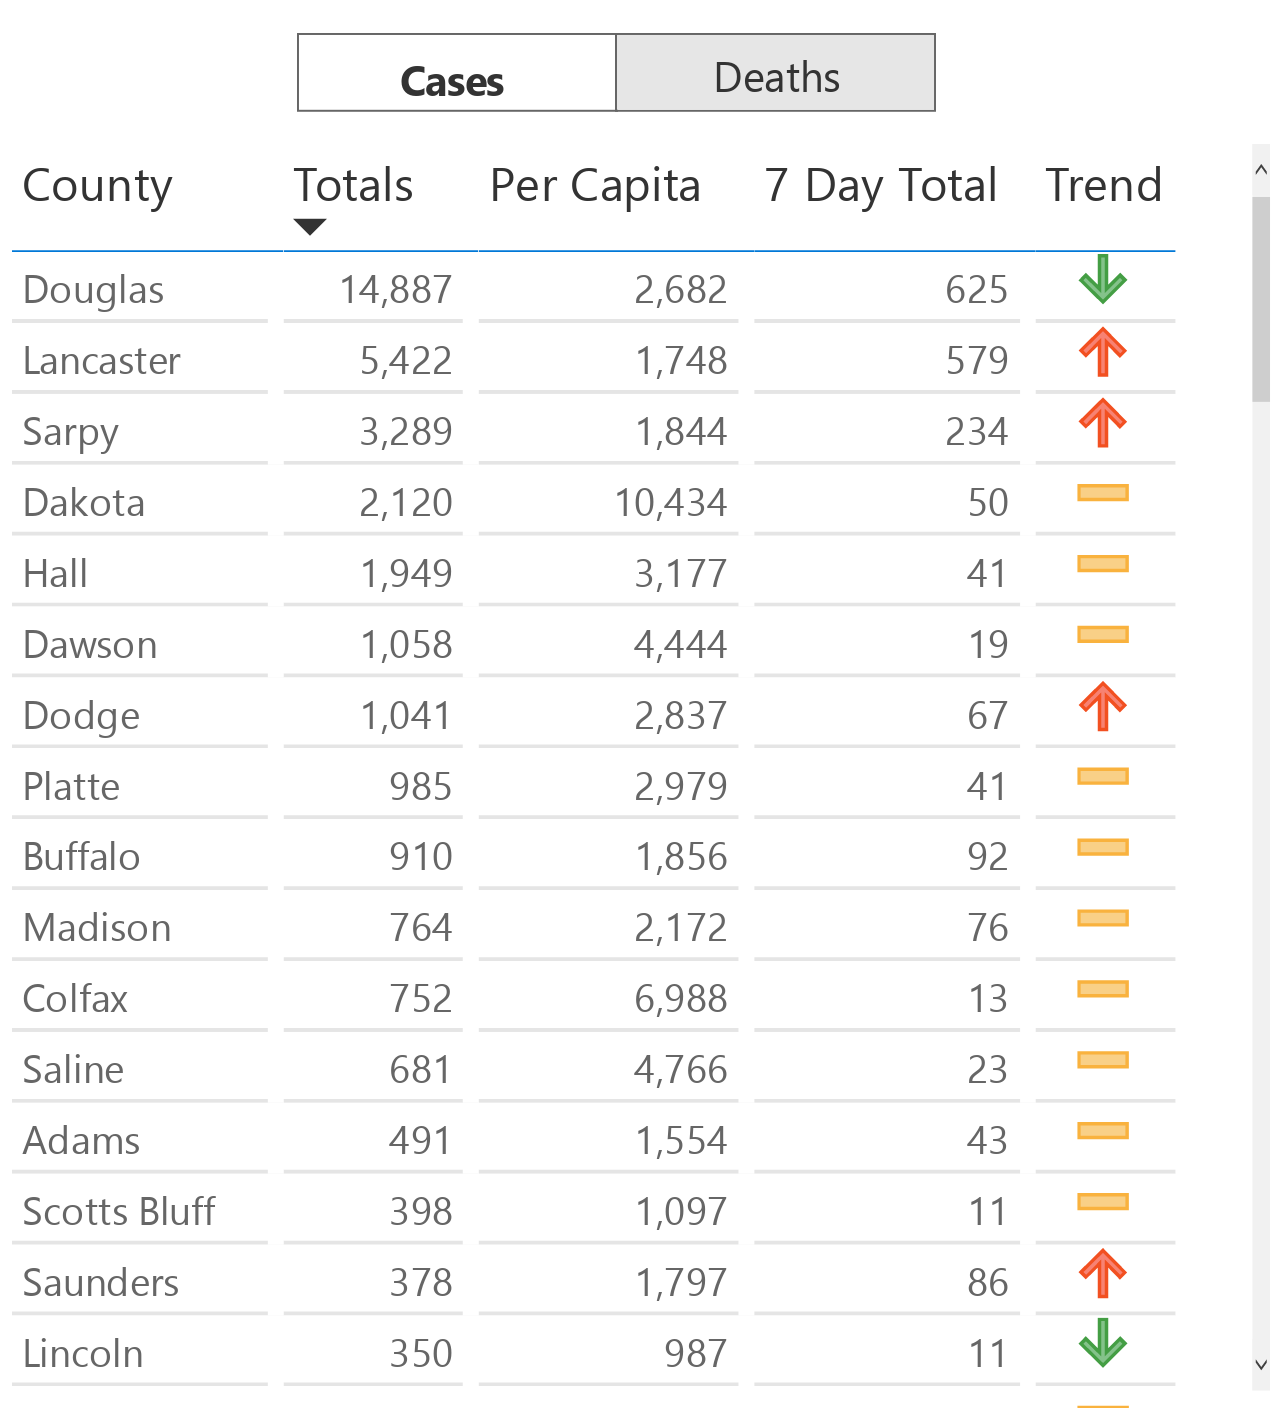 Cases Deaths
County Totals Per Capita 7 Day Total Trend
Douglas 14,887 2,682 625
Lancaster 5,422 1,748 579
Sarpy 3,289 1,844 234
Dakota 2,120 10,434 50
Hall 1,949 3,177 41
Dawson 1,058 4,444 19
Dodge 1,041 2,837 67
Platte 985 2,979 41
Buffalo 910 1,856 92
Madison 764 2,172 76
Colfax 752 6,988 13
Saline 681 4,766 23
Adams 491 1,554 43
Scotts Bluff 398 1,097 11
Saunders 378 1,797 86
Lincoln 350 987 11